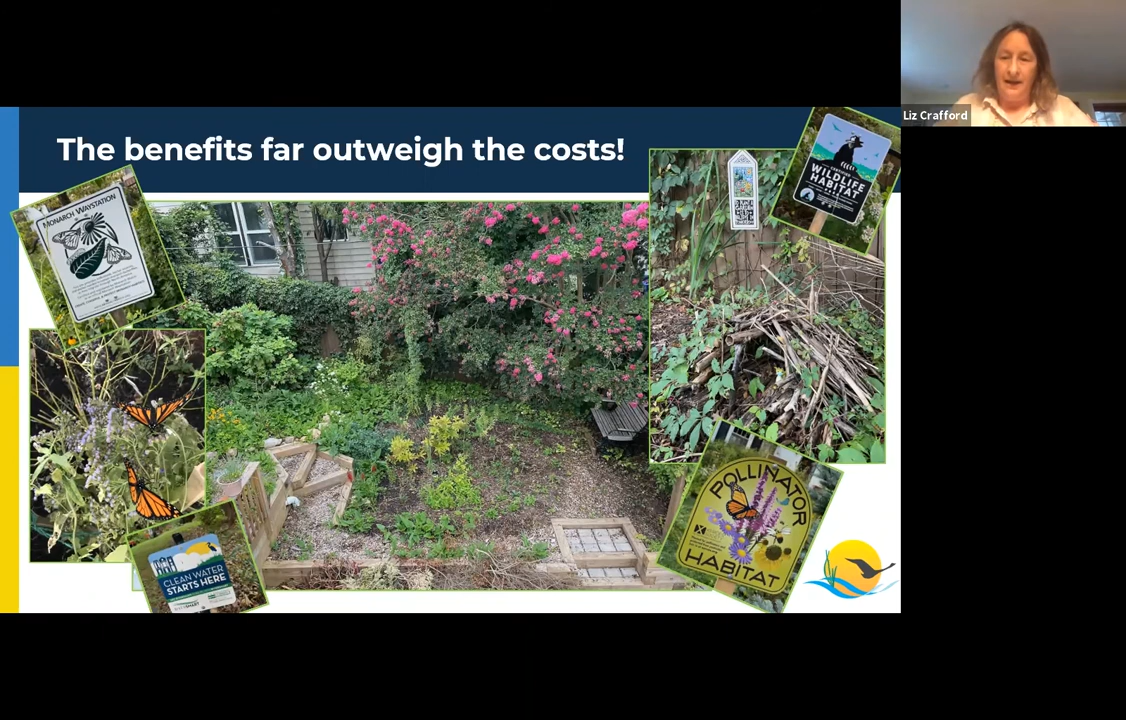 Liz Crafford
The benefits far outweigh the costs!
MONARCH WAYSTATION
WILDLIFE
HABITAT
CLEAN WATER
STARTS HERE
POLLINATOR
HABITAT